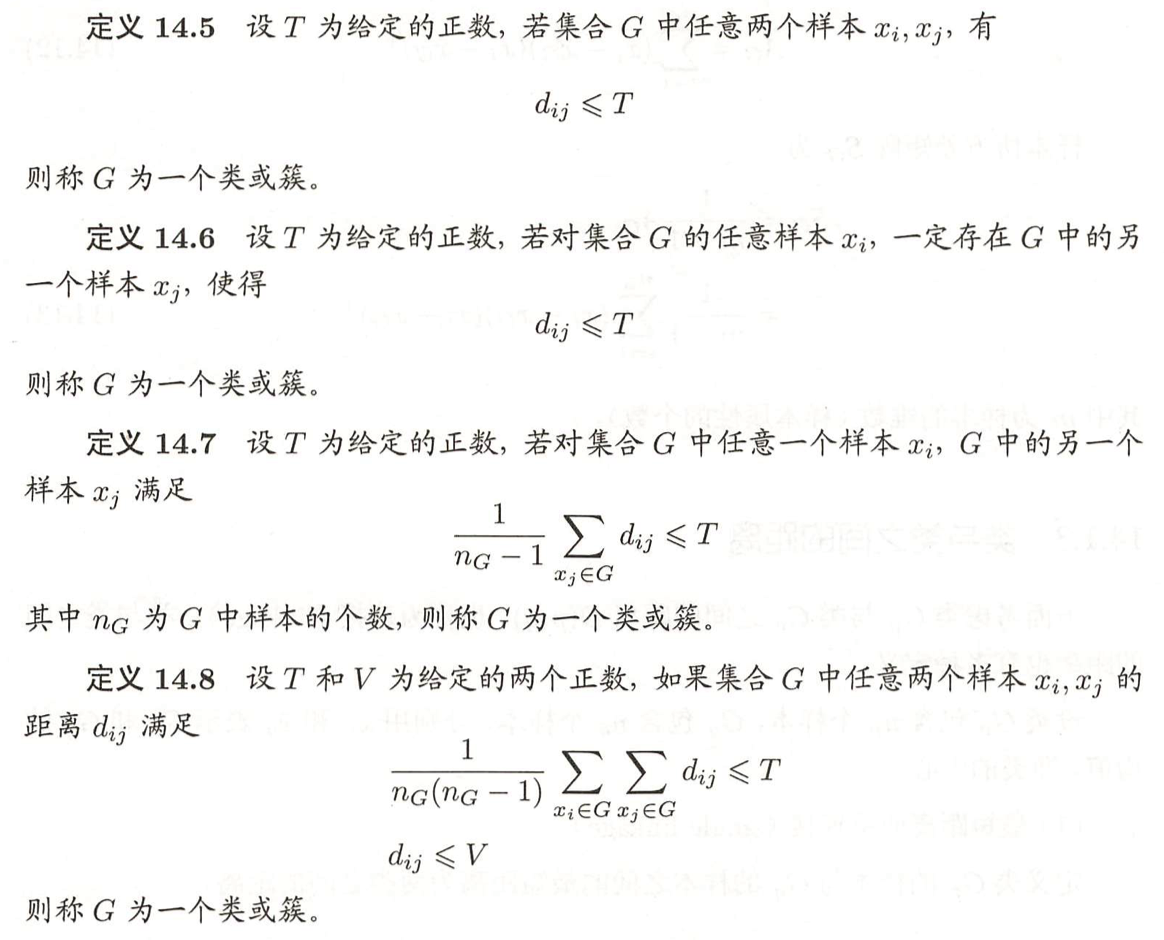 定义 14.5 设 T 为给定的正数, 若集合 G 中任意两个样本 x_i, x_j, 有
d_{ij} ⩽ T
则称 G 为一个类或簇。
定义 14.6 设 T 为给定的正数, 若对集合 G 的任意样本 x_i, 一定存在 G 中的另
一个样本 x_j, 使得
d_{ij} ⩽ T
则称 G 为一个类或簇。
定义 14.7 设 T 为给定的正数, 若对集合 G 中任意一个样本 x_i, G 中的另一个
样本 x_j 满足
\frac{1}{n_G - 1} \sum_{x_j \in G} d_{ij} ⩽ T
其中 n_G 为 G 中样本的个数, 则称 G 为一个类或簇。
定义 14.8 设 T 和 V 为给定的两个正数, 如果集合 G 中任意两个样本 x_i, x_j 的
距离 d_{ij} 满足
\frac{1}{n_G(n_G - 1)} \sum_{x_i \in G} \sum_{x_j \in G} d_{ij} ⩽ T
d_{ij} ⩽ V
则称 G 为一个类或簇。